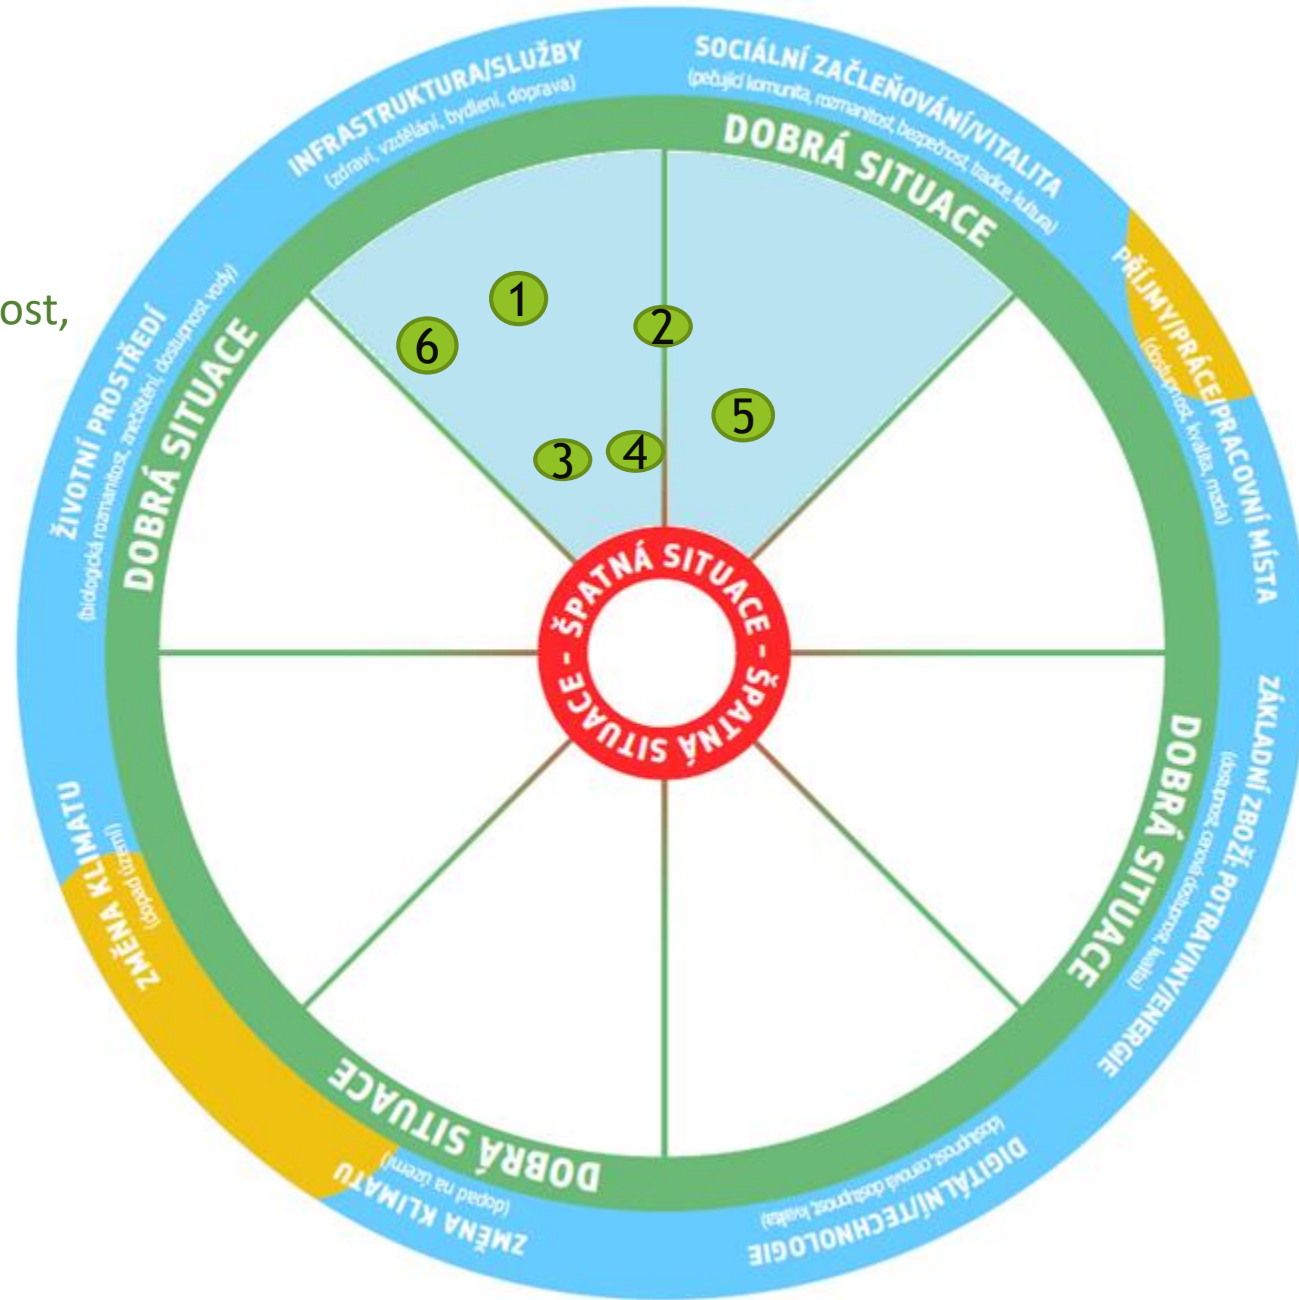 INFRASTRUKTURA/SLUŽBY
(zdraví, vzdělání, bydlení, doprava)
SOCIÁLNÍ ZAČLEŇOVÁNÍ/VITALITA
(pečující komunita, rozmanitost, bezpečnost, tradice, kultura)
DOBRÁ SITUACE
PŘÍJMY/PRÁCE/PRACOVNÍ MÍSTA
(dostupnost, kvalita, mzda)
ost,
ŽIVOTNÍ PROSTŘEDÍ
(biologická rozmanitost, znečištění, dostupnost vody)
DOBRÁ SITUACE
1
2
6
5
3
4
ŠPATNÁ SITUACE - ŠPATNÁ SITUACE -
ZÁKLADNÍ ZBOŽÍ: POTRAVINY/ENERGIE
(dostupnost, cenová dostupnost, kvalita)
DOBRÁ SITUACE
ZMĚNA KLIMATU
(dopad území)
DOBRÁ SITUACE
ZMĚNA KLIMATU
(dopad na území)
DIGITÁLNÍ/TECHNOLOGIE
(dostupnost, cenová dostupnost, kvalita)